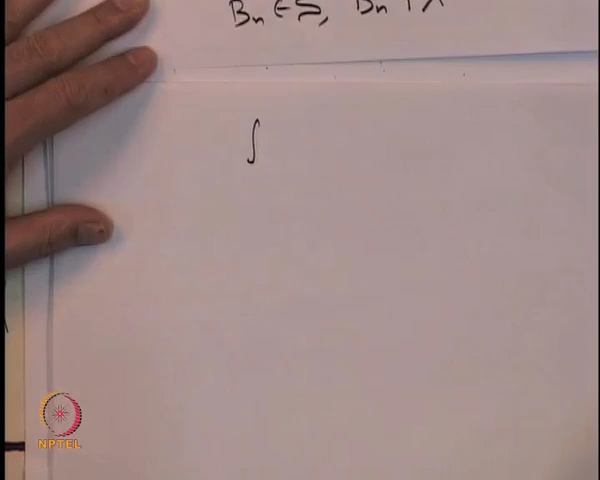 Bₙ ∈ S, Bₙ ↑ X
∫
NPTEL